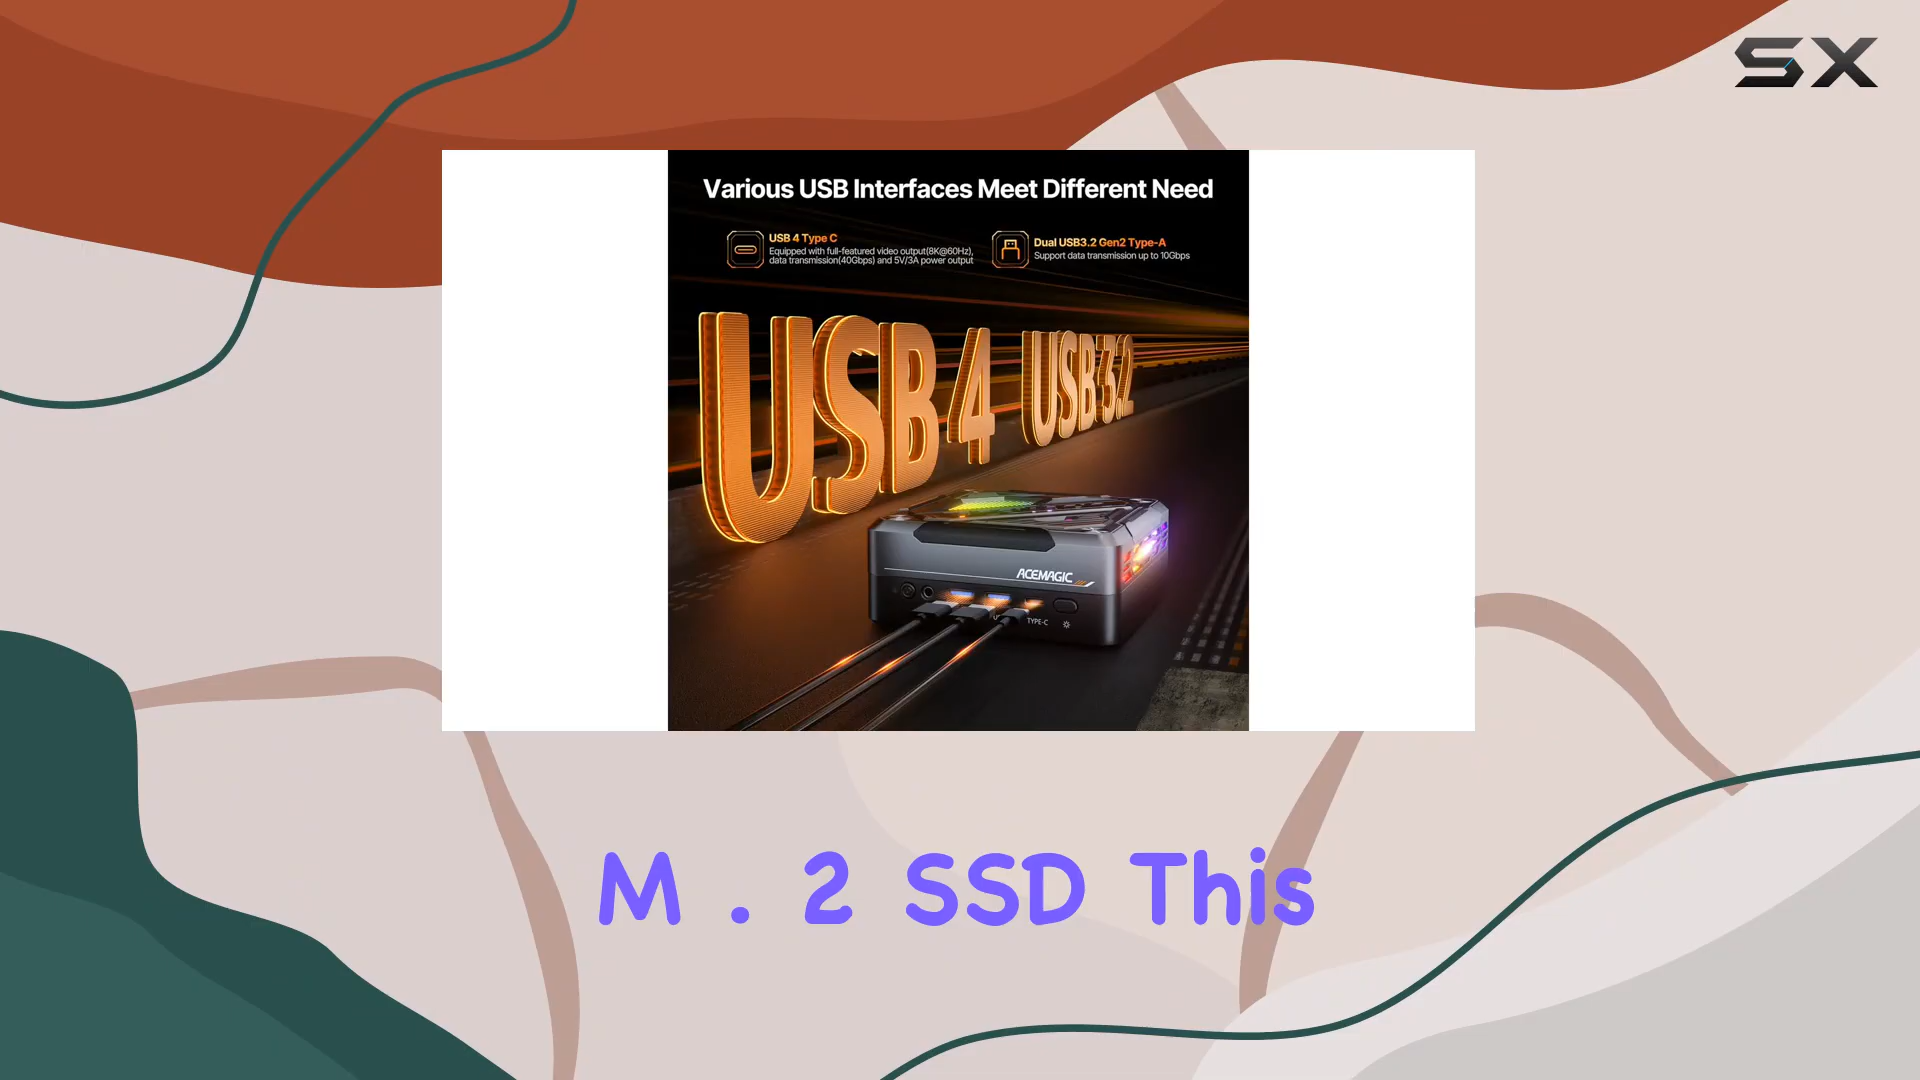 SX
Various USB Interfaces Meet Different Need
USB 4 Type C
Equipped with full-featured video output(8K@60Hz),
data transmission(40Gbps) and 5V/3A power output
Dual USB3.2 Gen2 Type-A
Support data transmission up to 10Gbps
USB 4 USB 3.2
ACEMAGIC
TYPE-C
M . 2 SSD This